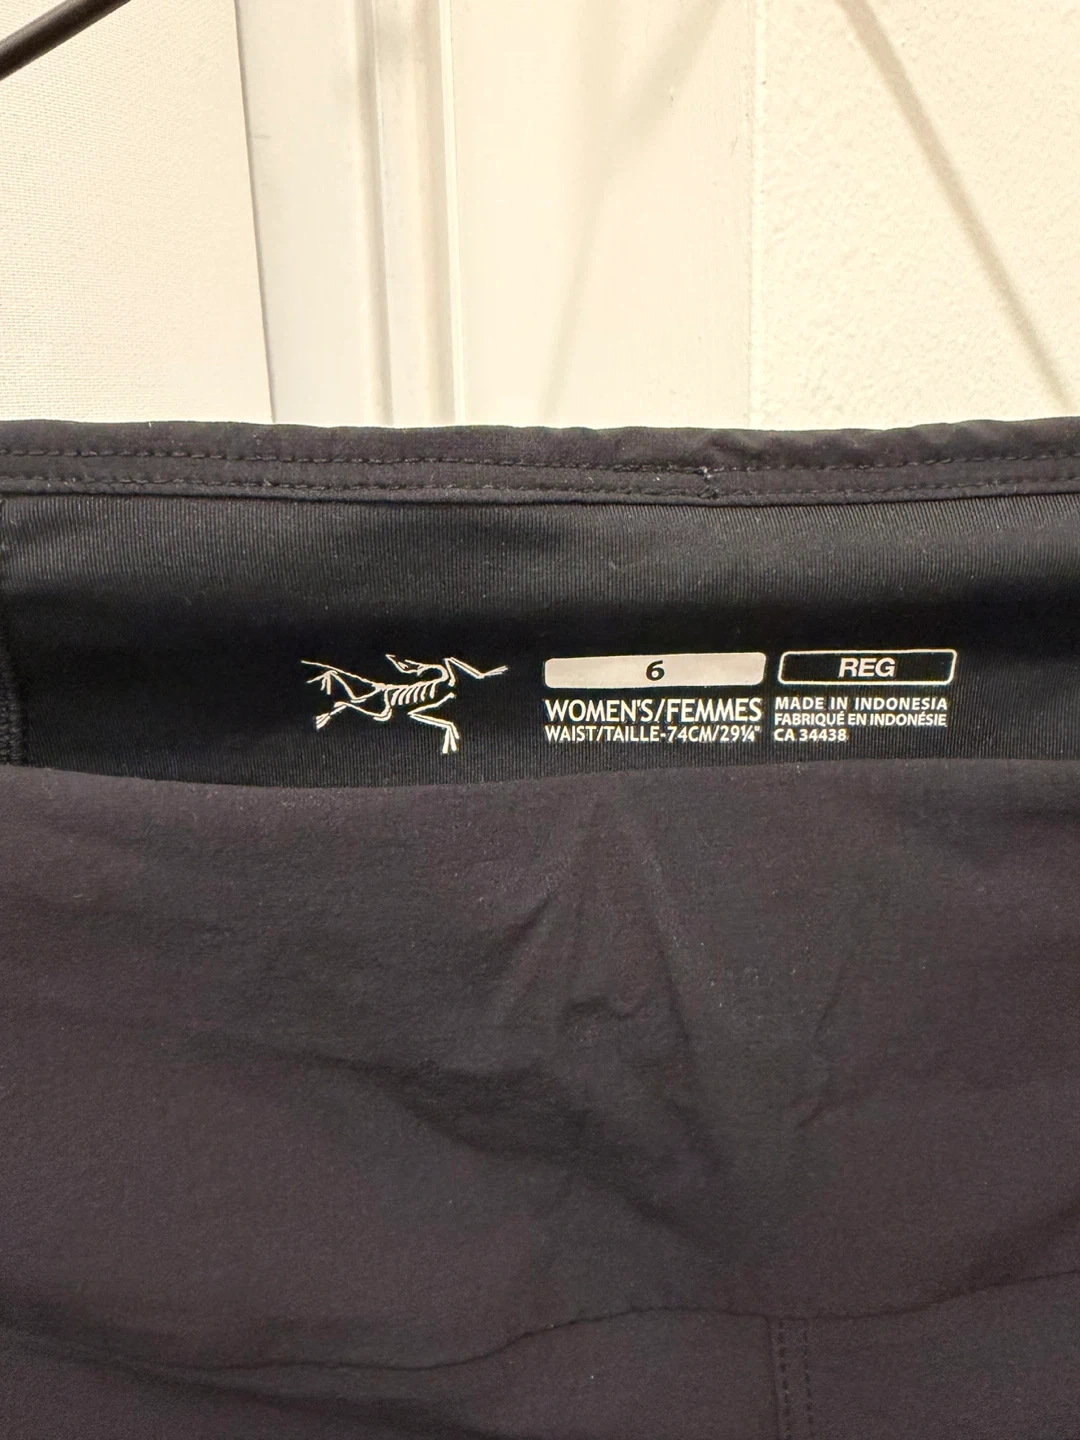 6
REG
WOMEN'S/FEMMES
WAIST/TAILLE-74CM/29¼"
MADE IN INDONESIA
FABRIQUÉ EN INDONÉSIE
CA 34438